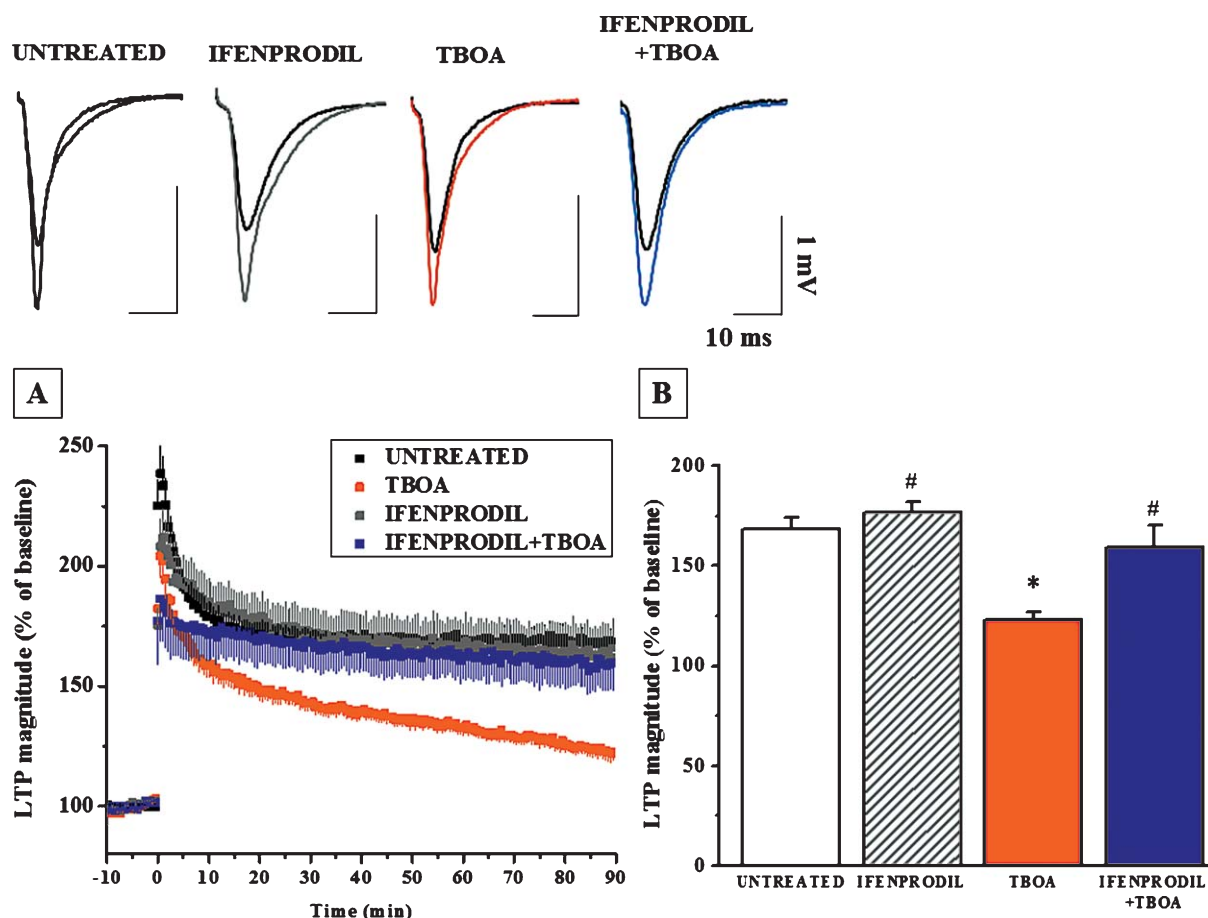 UNTREATED
IFENPRODIL
TBOA
IFENPRODIL
+TBOA
1 mV
10 ms
A
LTP magnitude (% of baseline)
250
200
150
100
UNTREATED
TBOA
IFENPRODIL
IFENPRODIL+TBOA
-10 0 10 20 30 40 50 60 70 80 90
Time (min)
B
LTP magnitude (% of baseline)
200
150
100
50
0
#
*
#
UNTREATED IFENPRODIL TBOA IFENPRODIL
+TBOA